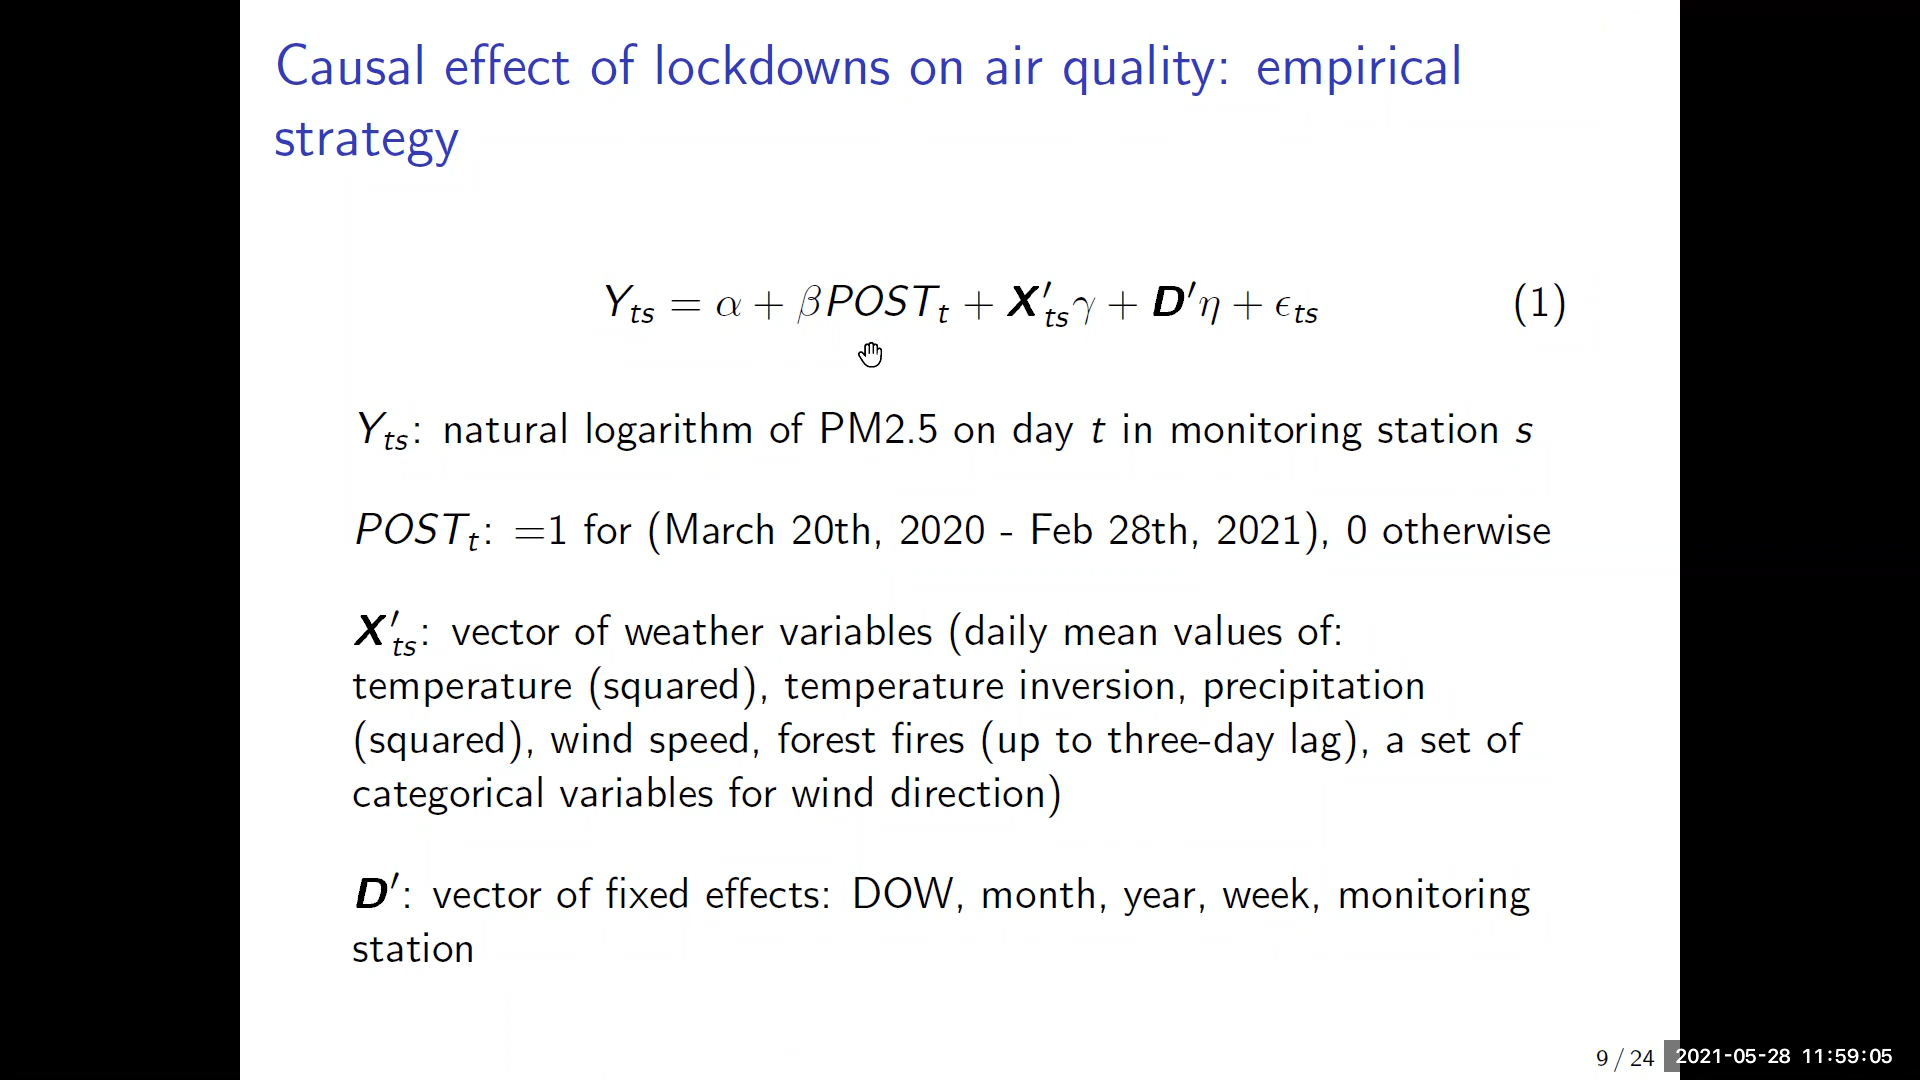 Causal effect of lockdowns on air quality: empirical
strategy
Y_ts = α + βPOST_t + X′_tsγ + D′η + ϵ_ts (1)
Y_ts: natural logarithm of PM2.5 on day t in monitoring station s
POST_t: =1 for (March 20th, 2020 - Feb 28th, 2021), 0 otherwise
X′_ts: vector of weather variables (daily mean values of:
temperature (squared), temperature inversion, precipitation
(squared), wind speed, forest fires (up to three-day lag), a set of
categorical variables for wind direction)
D′: vector of fixed effects: DOW, month, year, week, monitoring
station
9 / 24
2021-05-28 11:59:05